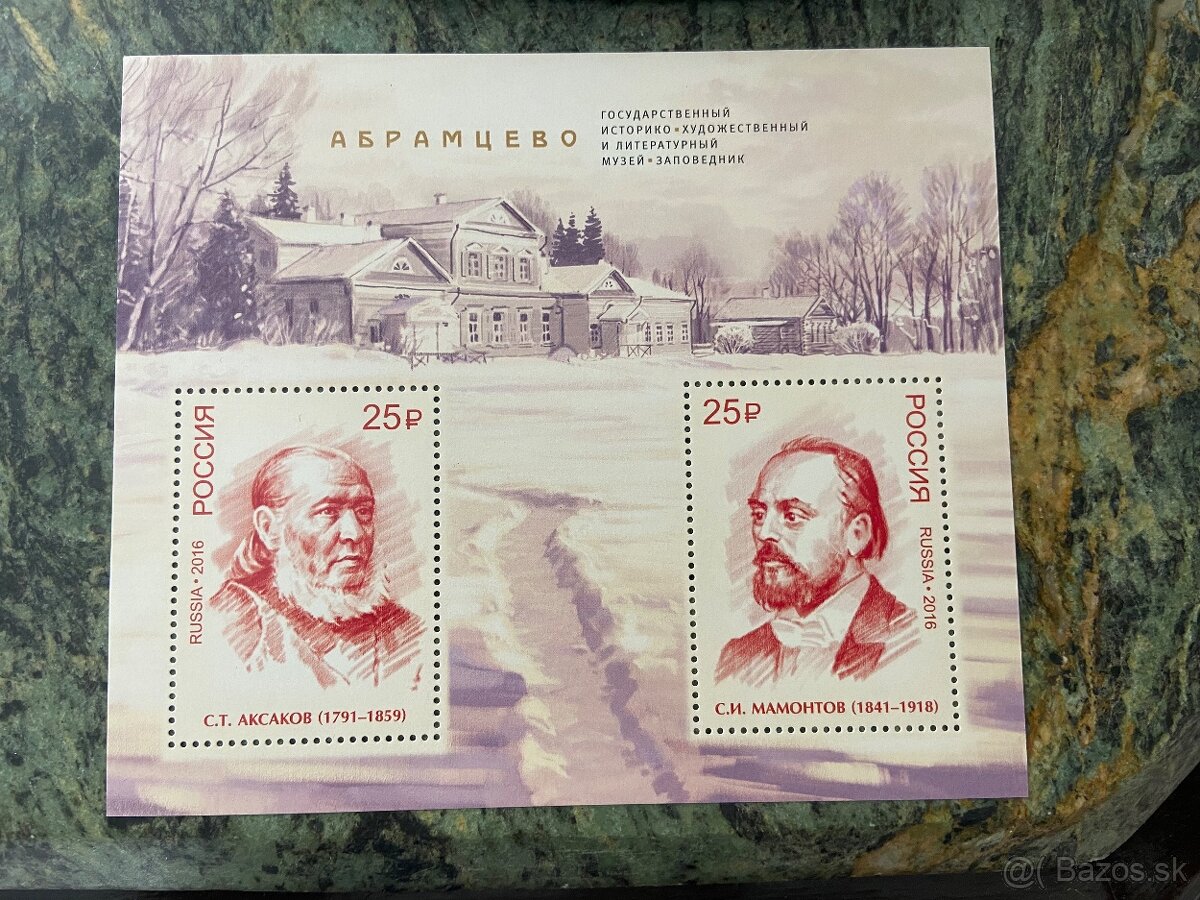 АБРАМЦЕВО
ГОСУДАРСТВЕННЫЙ
ИСТОРИКО▪ХУДОЖЕСТВЕННЫЙ
И ЛИТЕРАТУРНЫЙ
МУЗЕЙ▪ЗАПОВЕДНИК
25₽
РОССИЯ
RUSSIA • 2016
С.Т. АКСАКОВ (1791–1859)
25₽
РОССИЯ
RUSSIA • 2016
С.И. МАМОНТОВ (1841–1918)
@( Bazos.sk